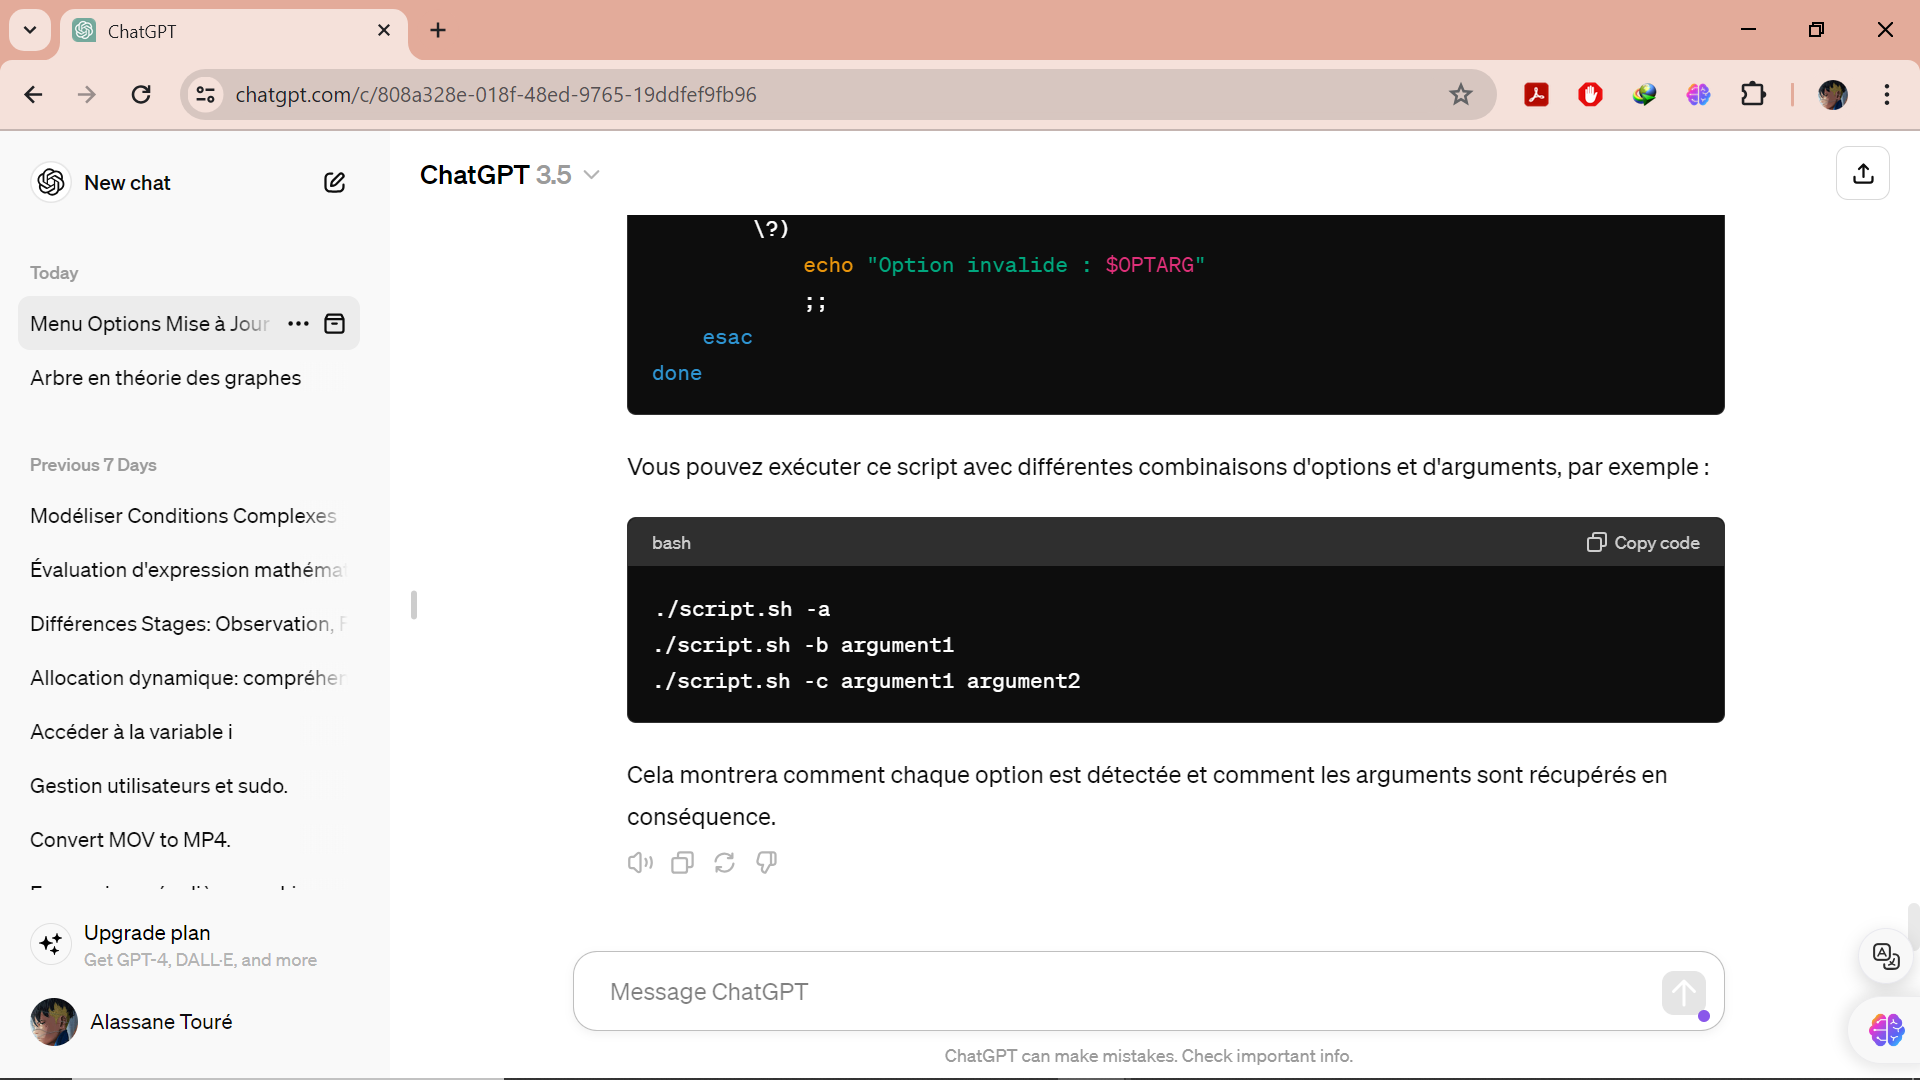 ChatGPT
chatgpt.com/c/808a328e-018f-48ed-9765-19ddfef9fb96
New chat
Today
Menu Options Mise à Jour
Arbre en théorie des graphes
Previous 7 Days
Modéliser Conditions Complexes
Évaluation d'expression mathéma
Différences Stages: Observation,
Allocation dynamique: compréhen
Accéder à la variable i
Gestion utilisateurs et sudo.
Convert MOV to MP4.
Upgrade plan
Get GPT-4, DALL·E, and more
Alassane Touré
ChatGPT 3.5
\?)
echo "Option invalide : $OPTARG"
;;
esac
done
Vous pouvez exécuter ce script avec différentes combinaisons d'options et d'arguments, par exemple :
bash
Copy code
./script.sh -a
./script.sh -b argument1
./script.sh -c argument1 argument2
Cela montrera comment chaque option est détectée et comment les arguments sont récupérés en
conséquence.
Message ChatGPT
ChatGPT can make mistakes. Check important info.